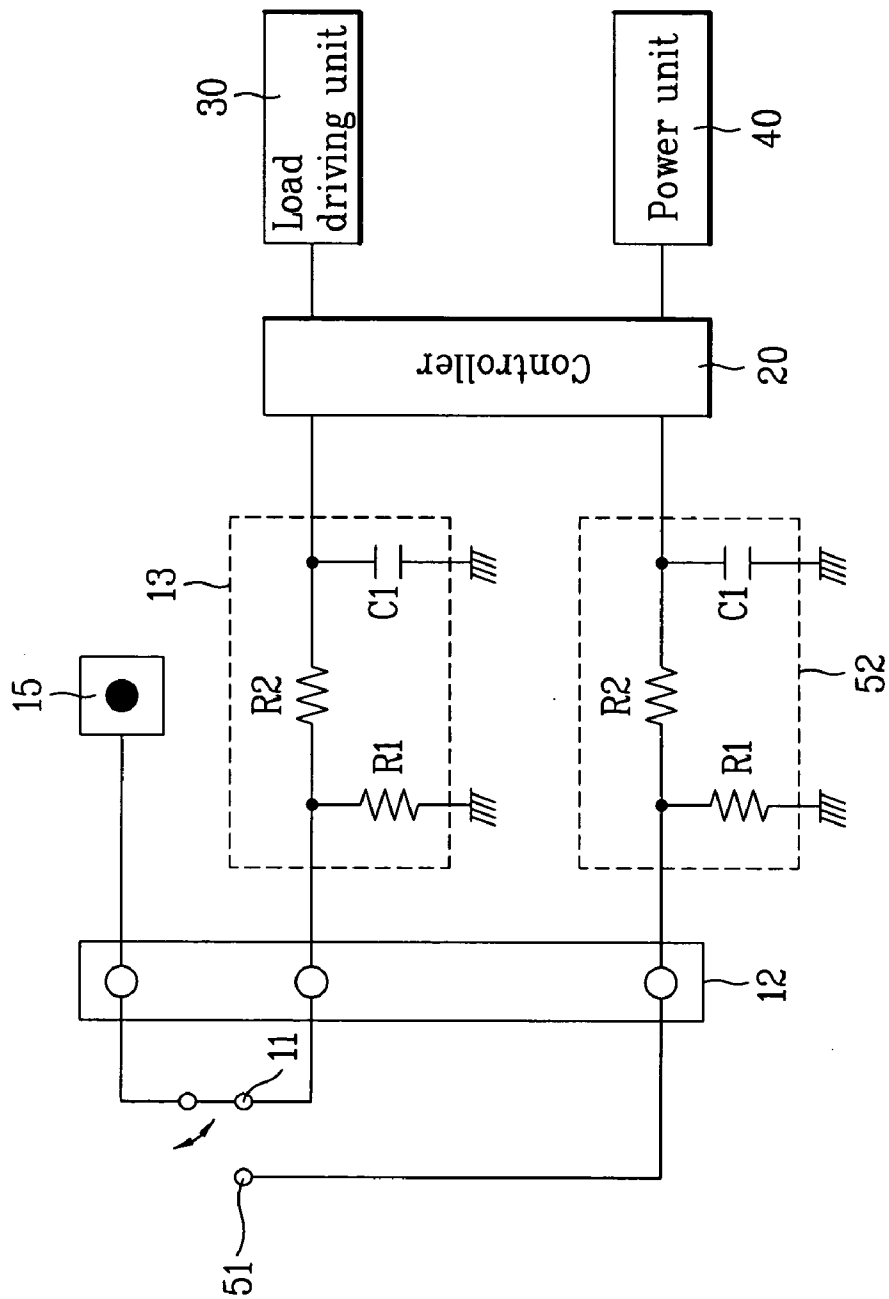 30
Load
driving unit
Power unit
40
Controller
20
13
C1
R2
R1
C1
R2
R1
52
15
12
11
51